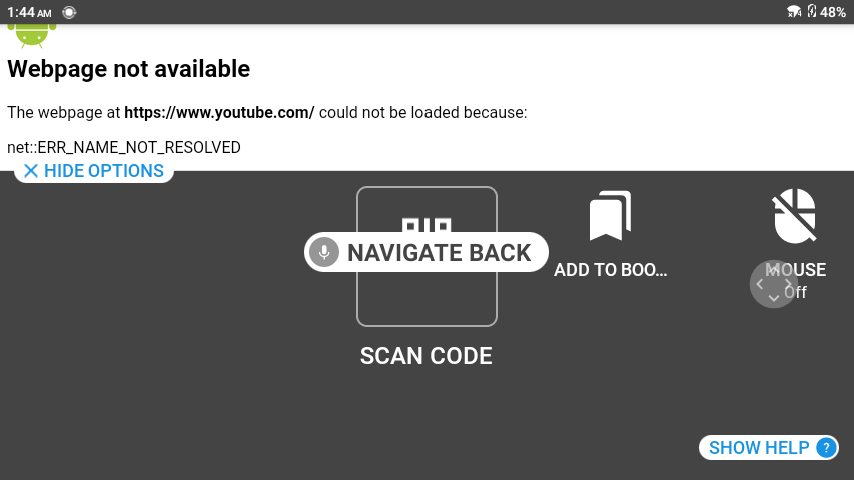 1:44 AM
48%
Webpage not available
The webpage at https://www.youtube.com/ could not be loaded because:
net::ERR_NAME_NOT_RESOLVED
HIDE OPTIONS
NAVIGATE BACK
ADD TO BOO...
MOUSE
Off
SCAN CODE
SHOW HELP ?